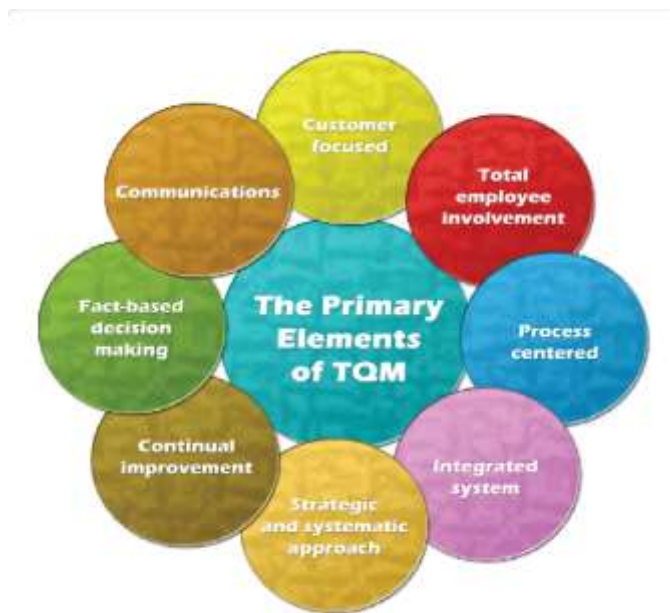 Customer
focused
Total
employee
involvement
Communications
The Primary
Elements
of TQM
Fact-based
decision
making
Process
centered
Continual
improvement
Integrated
system
Strategic
and systematic
approach